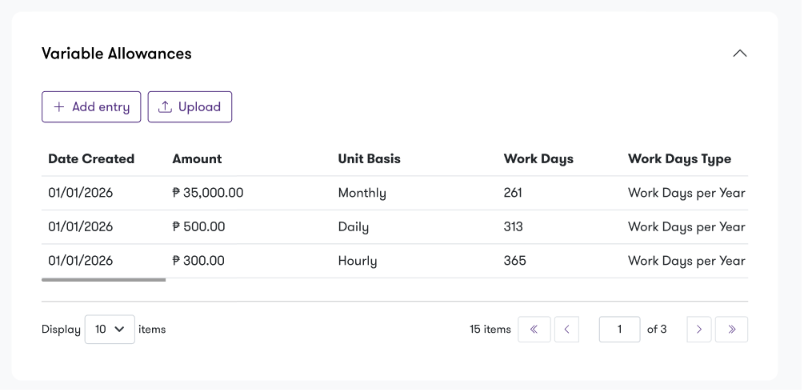 Variable Allowances
+ Add entry Upload
Date Created Amount Unit Basis Work Days Work Days Type
01/01/2026 ₱ 35,000.00 Monthly 261 Work Days per Year
01/01/2026 ₱ 500.00 Daily 313 Work Days per Year
01/01/2026 ₱ 300.00 Hourly 365 Work Days per Year
Display 10 items 15 items « ‹ 1 of 3 › »